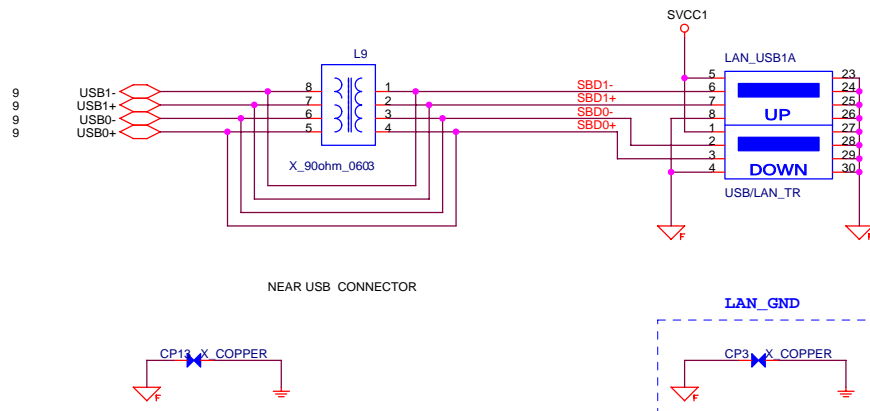 SVCC1
L9
LAN_USB1A
9 USB1- 8 1 SBD1- 5 23
9 USB1+ 7 2 SBD1+ 6 24
9 USB0- 6 3 SBD0- 7 25
9 USB0+ 5 4 SBD0+ 8 UP 26
1 27
2 28
3 29
4 DOWN 30
X_90ohm_0603
USB/LAN_TR
F F
NEAR USB CONNECTOR
LAN_GND
CP13 X_COPPER
CP3 X_COPPER
F F